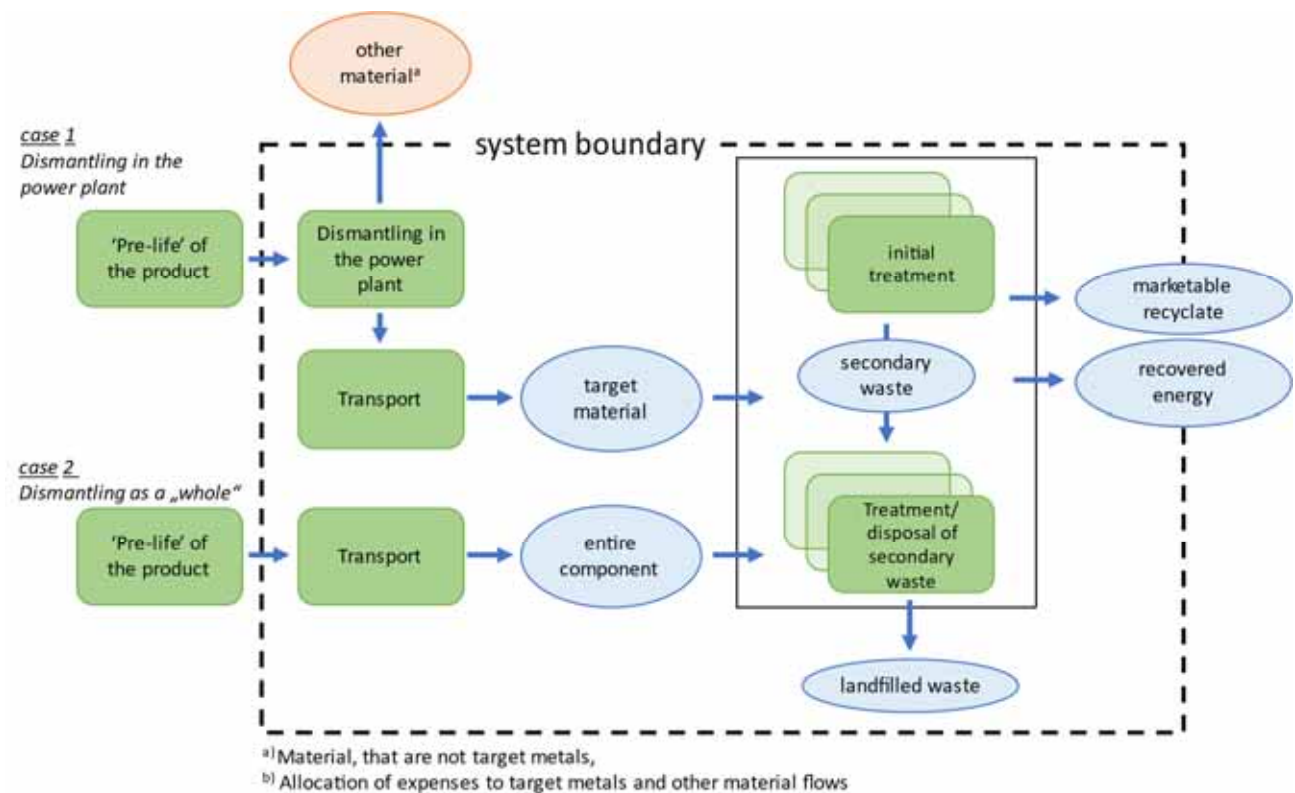 other
materialᵃ
case 1
Dismantling in the
power plant
system boundary
'Pre-life' of
the product
Dismantling in
the power
plant
initial
treatment
marketable
recyclate
Transport
target
material
secondary
waste
recovered
energy
case 2
Dismantling as a „whole“
'Pre-life' of
the product
Transport
entire
component
Treatment/
disposal of
secondary
waste
landfilled waste
a) Material, that are not target metals,
b) Allocation of expenses to target metals and other material flows